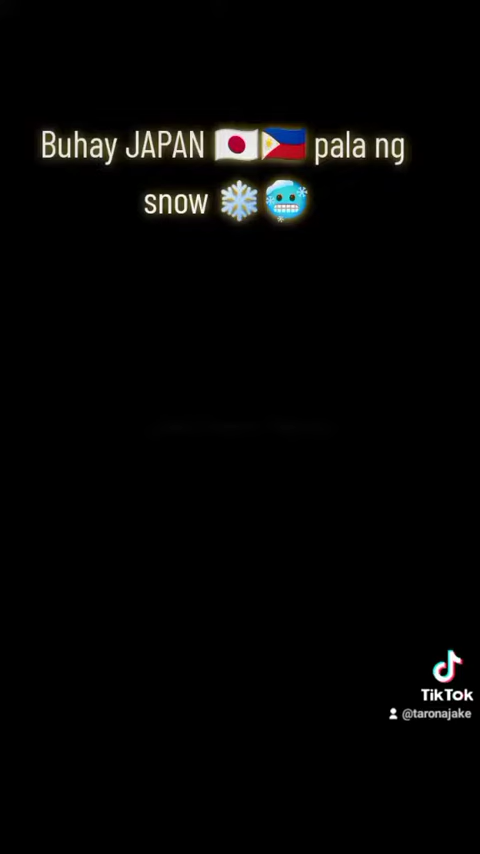 Buhay JAPAN 🇯🇵🇵🇭 pala ng
snow ❄️🥶
TikTok
@taronajake